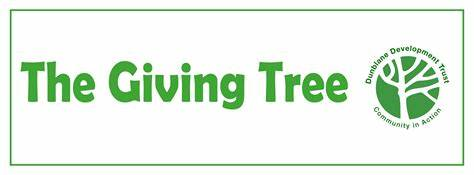 The Giving Tree
Dunblane Development Trust
Community in Action